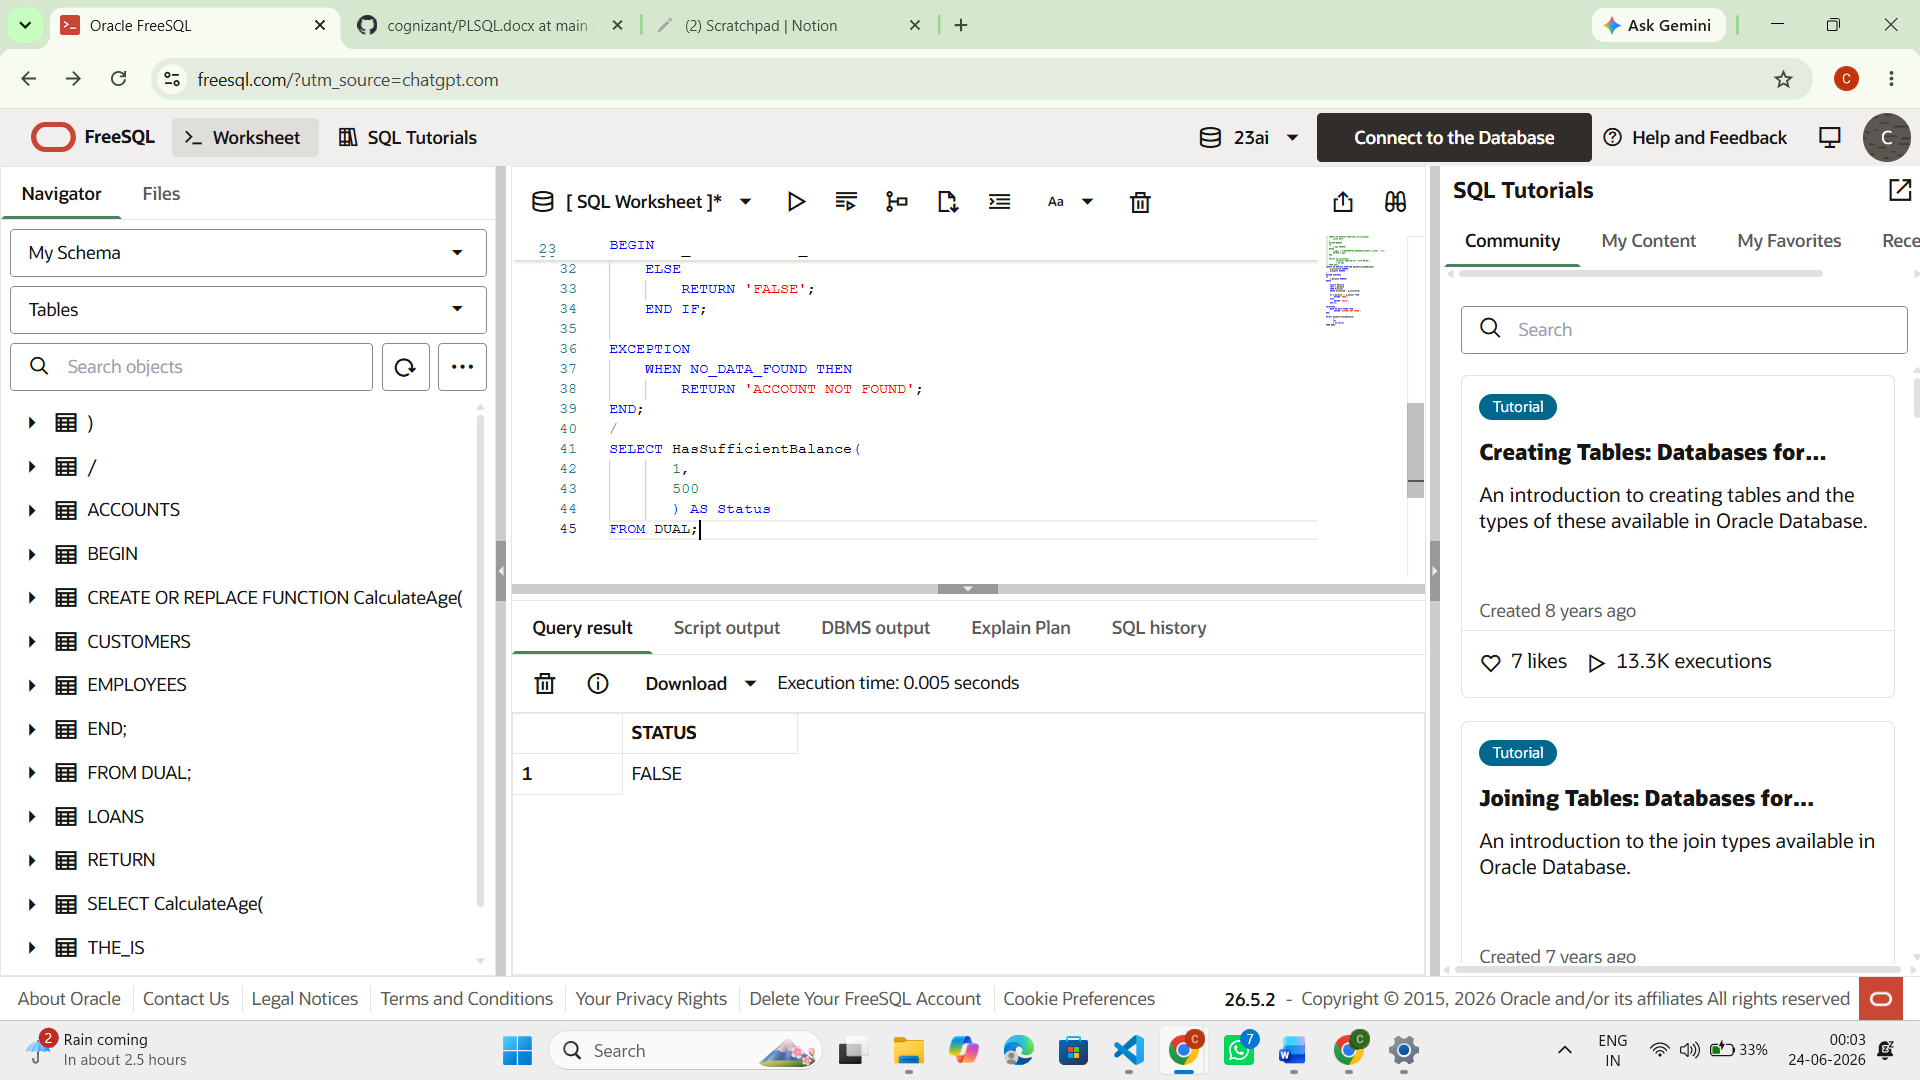 Oracle FreeSQL
cognizant/PLSQL.docx at main
(2) Scratchpad | Notion
Ask Gemini
freesql.com/?utm_source=chatgpt.com
C
FreeSQL
Worksheet
SQL Tutorials
23ai
Connect to the Database
Help and Feedback
C
Navigator
Files
My Schema
Tables
Search objects
)
/
ACCOUNTS
BEGIN
CREATE OR REPLACE FUNCTION CalculateAge(
CUSTOMERS
EMPLOYEES
END;
FROM DUAL;
LOANS
RETURN
SELECT CalculateAge(
THE_IS
[ SQL Worksheet ]*
Aa
23 BEGIN
32 ELSE
33 RETURN 'FALSE';
34 END IF;
35
36 EXCEPTION
37 WHEN NO_DATA_FOUND THEN
38 RETURN 'ACCOUNT NOT FOUND';
39 END;
40 /
41 SELECT HasSufficientBalance(
42 1,
43 500
44 ) AS Status
45 FROM DUAL;
Query result
Script output
DBMS output
Explain Plan
SQL history
Download
Execution time: 0.005 seconds
STATUS
1 FALSE
SQL Tutorials
Community
My Content
My Favorites
Rece
Search
Tutorial
Creating Tables: Databases for...
An introduction to creating tables and the
types of these available in Oracle Database.
Created 8 years ago
7 likes
13.3K executions
Tutorial
Joining Tables: Databases for...
An introduction to the join types available in
Oracle Database.
Created 7 years ago
About Oracle
Contact Us
Legal Notices
Terms and Conditions
Your Privacy Rights
Delete Your FreeSQL Account
Cookie Preferences
26.5.2 - Copyright © 2015, 2026 Oracle and/or its affiliates All rights reserved
2
Rain coming
In about 2.5 hours
Search
C
7
C
ENG
IN
33%
00:03
24-06-2026